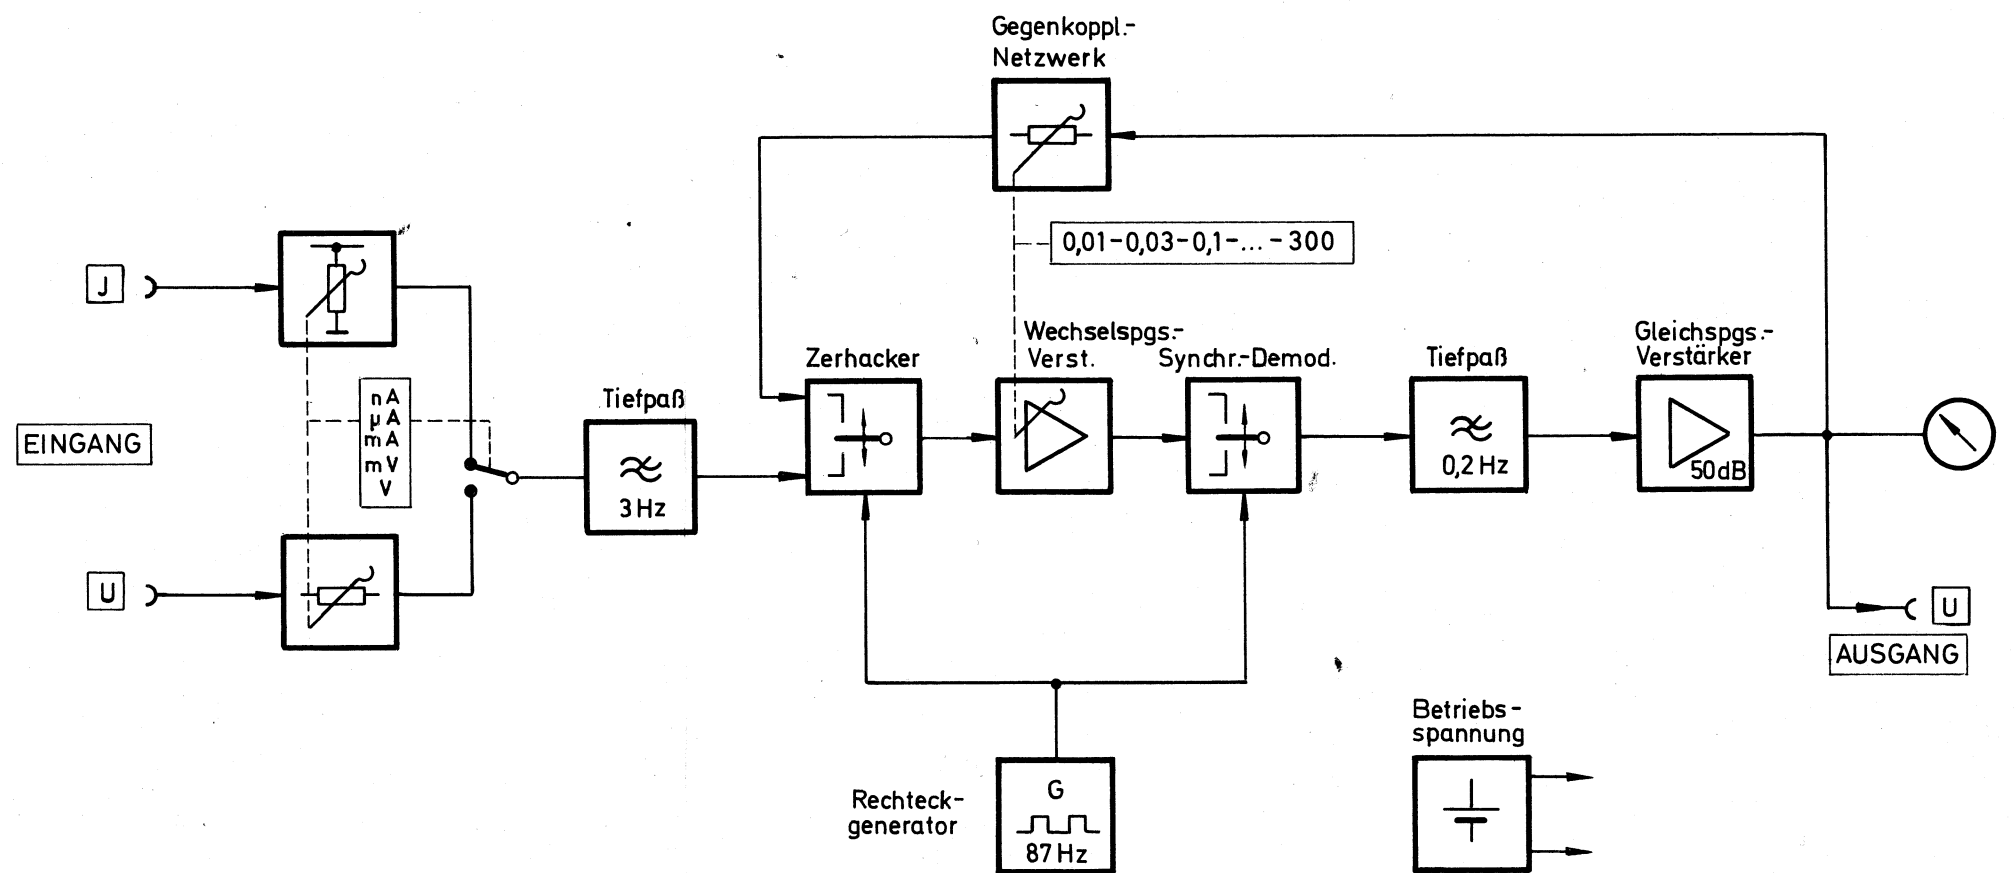 Gegenkoppl.-
Netzwerk
0,01-0,03-0,1-...-300
J
nA
µA
mA
mV
V
EINGANG
U
Tiefpaß
3Hz
Zerhacker
Wechselspgs.-
Verst.
Synchr.-Demod.
Tiefpaß
0,2Hz
Gleichspgs.-
Verstärker
50dB
U
AUSGANG
Rechteck-
generator
G
87Hz
Betriebs-
spannung